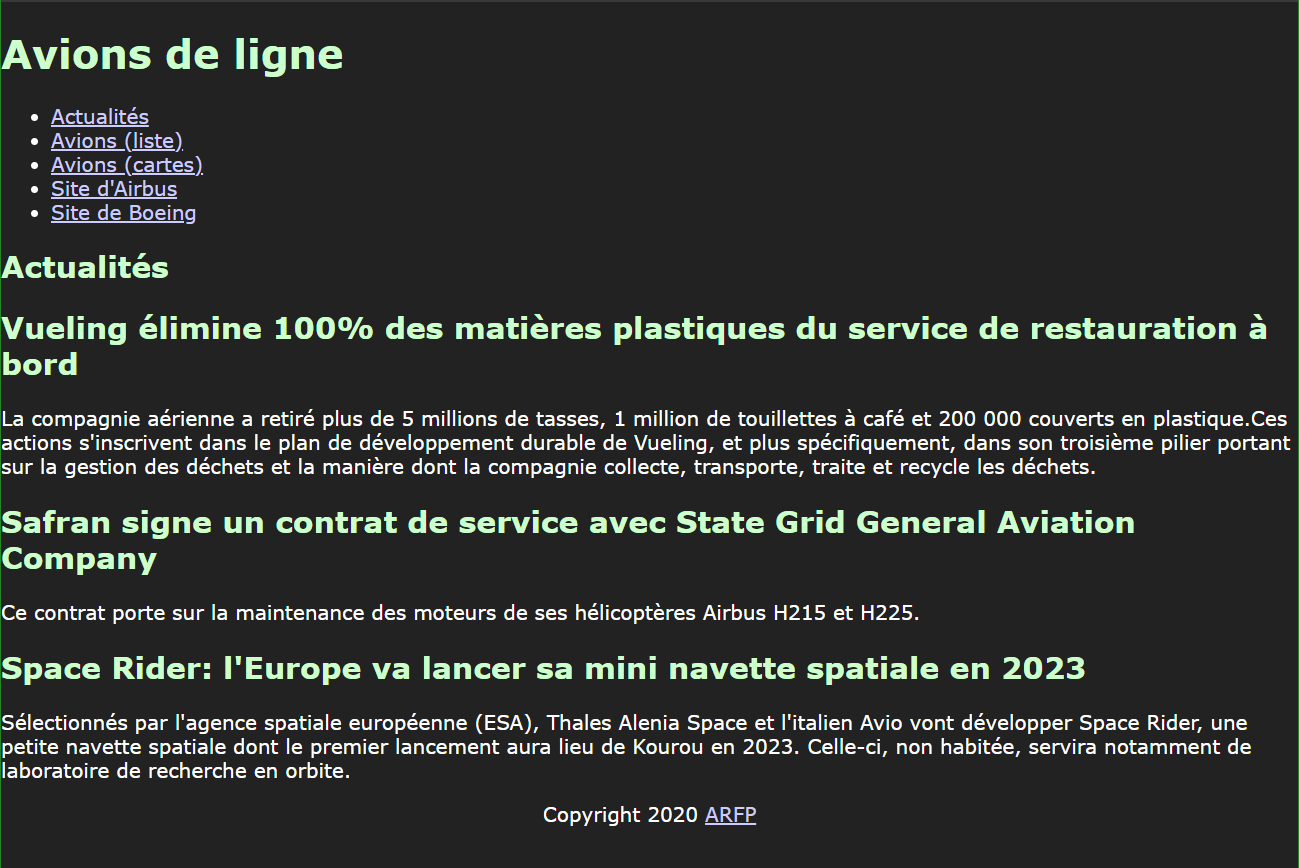 Avions de ligne
Actualités
Avions (liste)
Avions (cartes)
Site d'Airbus
Site de Boeing
Actualités
Vueling élimine 100% des matières plastiques du service de restauration à
bord
La compagnie aérienne a retiré plus de 5 millions de tasses, 1 million de touillettes à café et 200 000 couverts en plastique.Ces
actions s'inscrivent dans le plan de développement durable de Vueling, et plus spécifiquement, dans son troisième pilier portant
sur la gestion des déchets et la manière dont la compagnie collecte, transporte, traite et recycle les déchets.
Safran signe un contrat de service avec State Grid General Aviation
Company
Ce contrat porte sur la maintenance des moteurs de ses hélicoptères Airbus H215 et H225.
Space Rider: l'Europe va lancer sa mini navette spatiale en 2023
Sélectionnés par l'agence spatiale européenne (ESA), Thales Alenia Space et l'italien Avio vont développer Space Rider, une
petite navette spatiale dont le premier lancement aura lieu de Kourou en 2023. Celle-ci, non habitée, servira notamment de
laboratoire de recherche en orbite.
Copyright 2020 ARFP